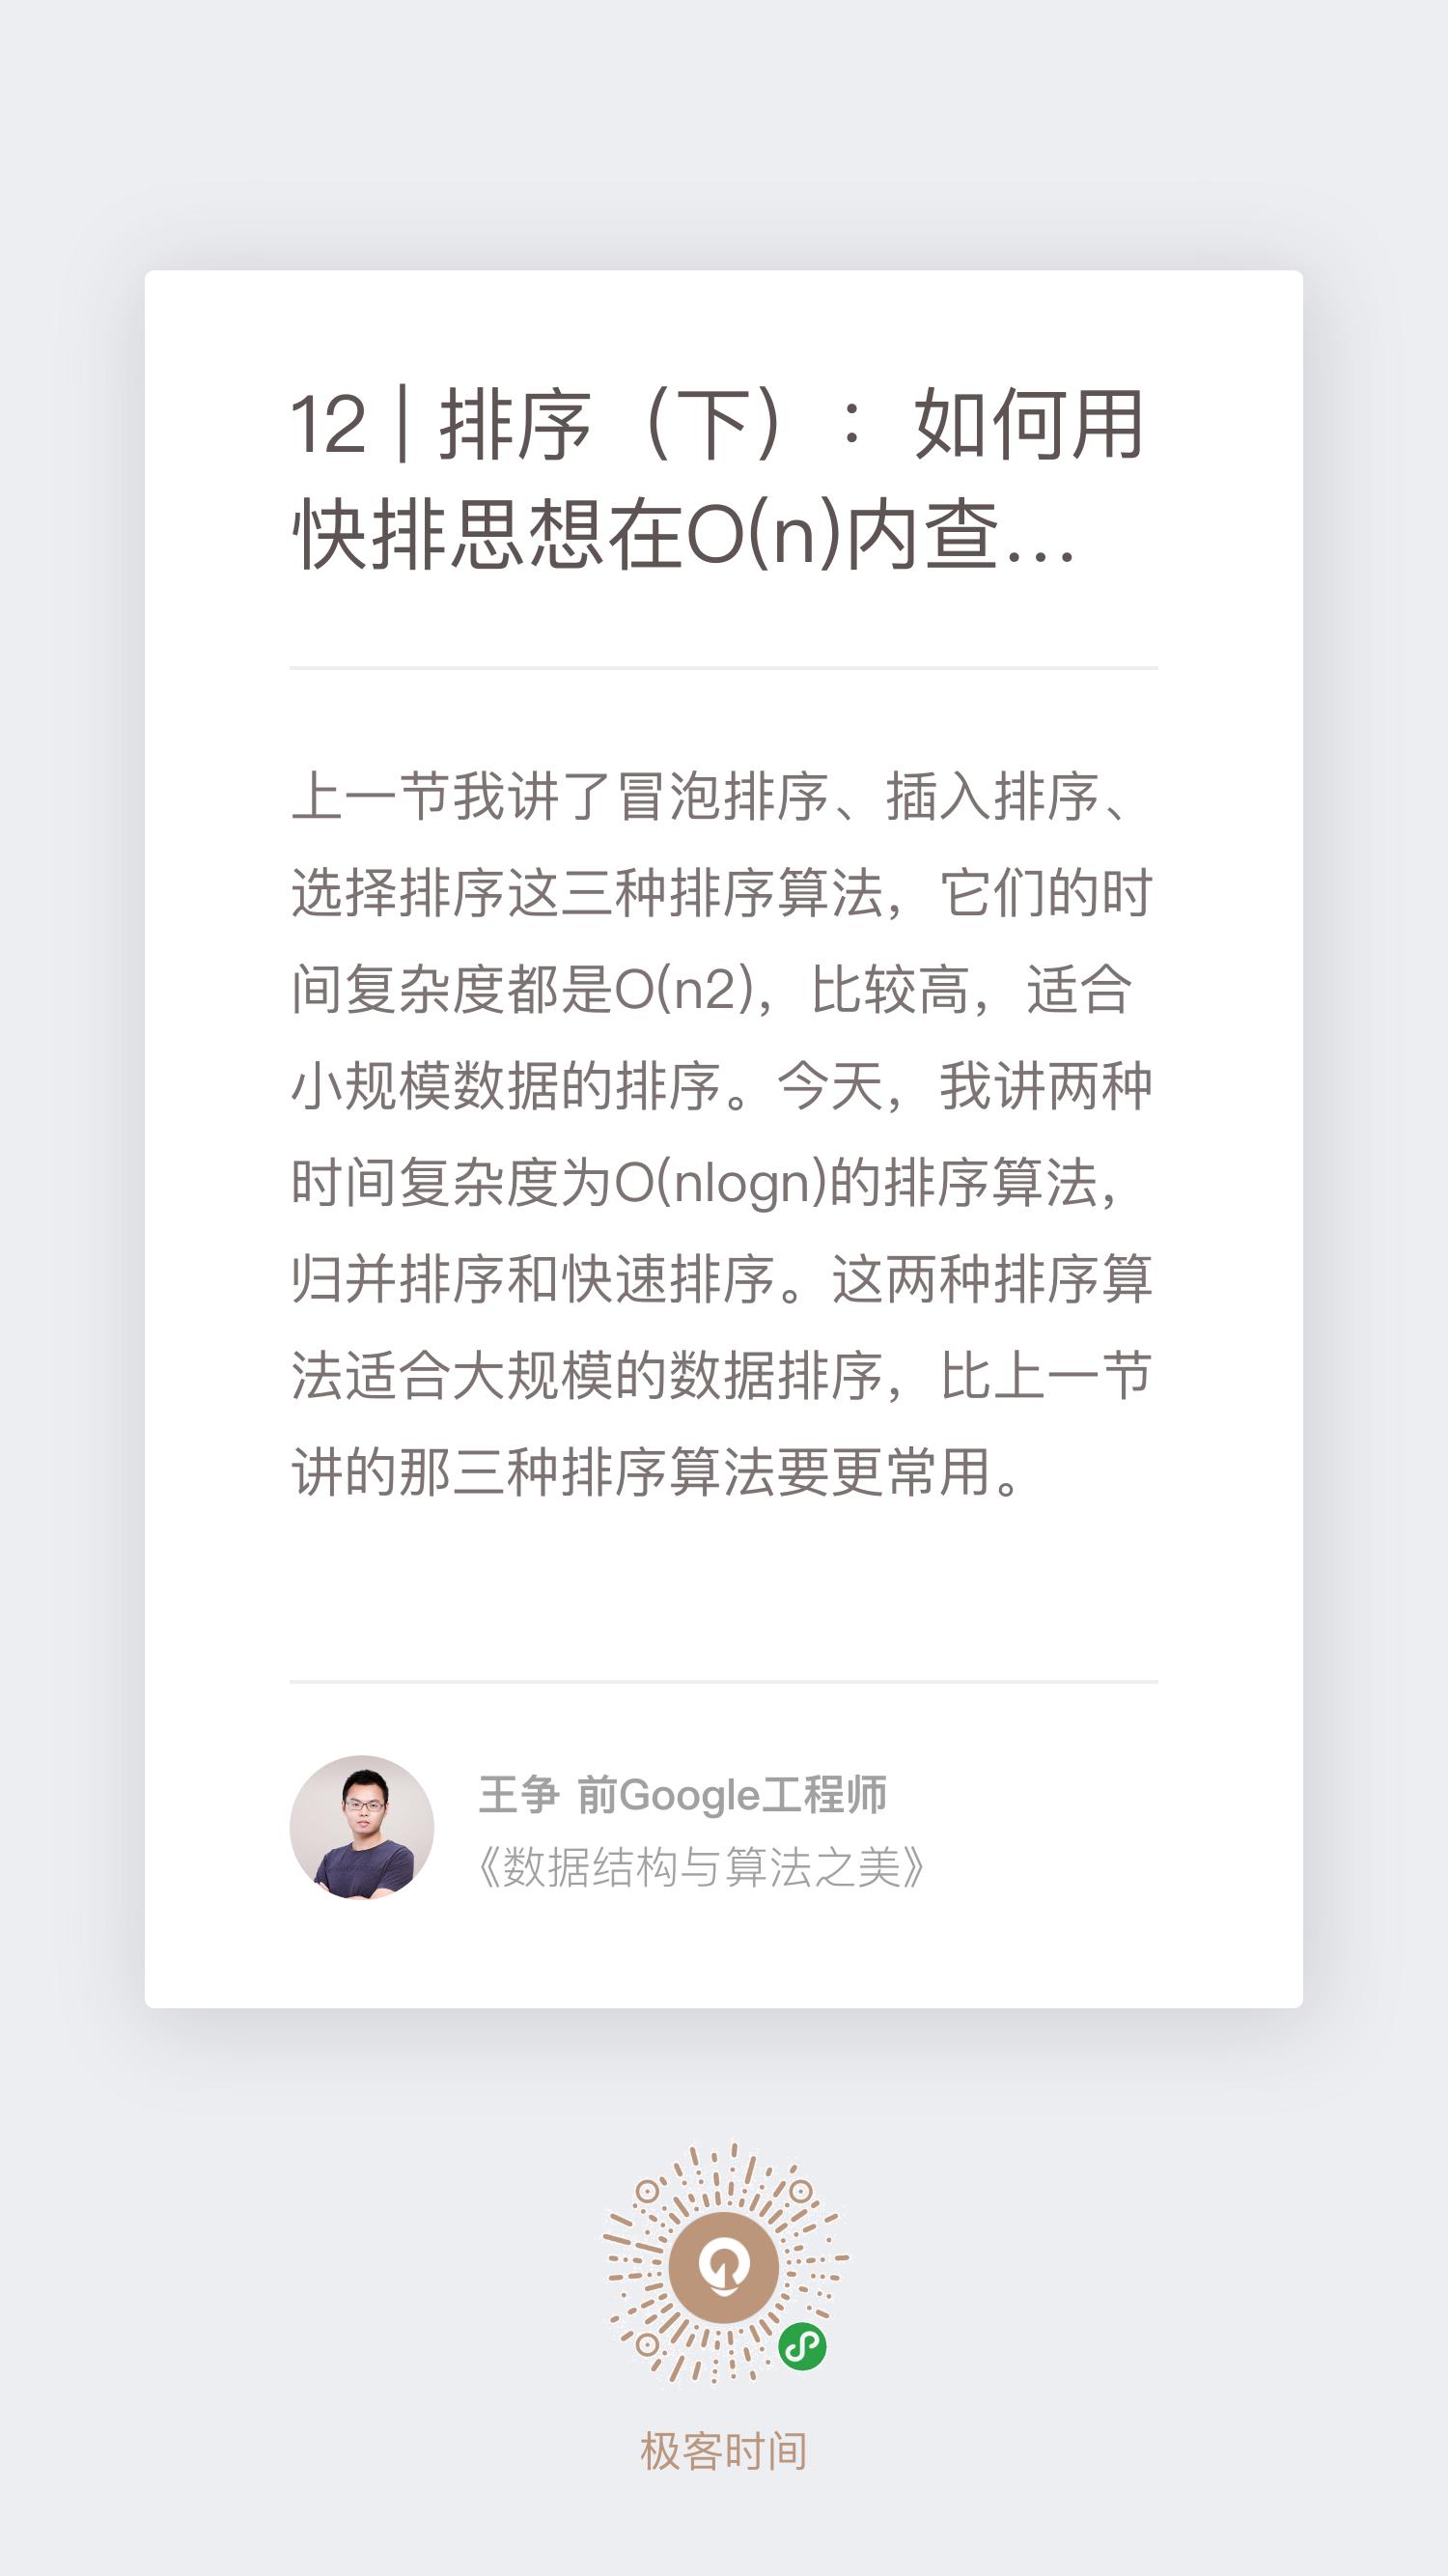 12 | 排序（下）：如何用
快排思想在O(n)内查…
上一节我讲了冒泡排序、插入排序、
选择排序这三种排序算法，它们的时
间复杂度都是O(n2)，比较高，适合
小规模数据的排序。今天，我讲两种
时间复杂度为O(nlogn)的排序算法，
归并排序和快速排序。这两种排序算
法适合大规模的数据排序，比上一节
讲的那三种排序算法要更常用。
王争 前Google工程师
《数据结构与算法之美》
极客时间